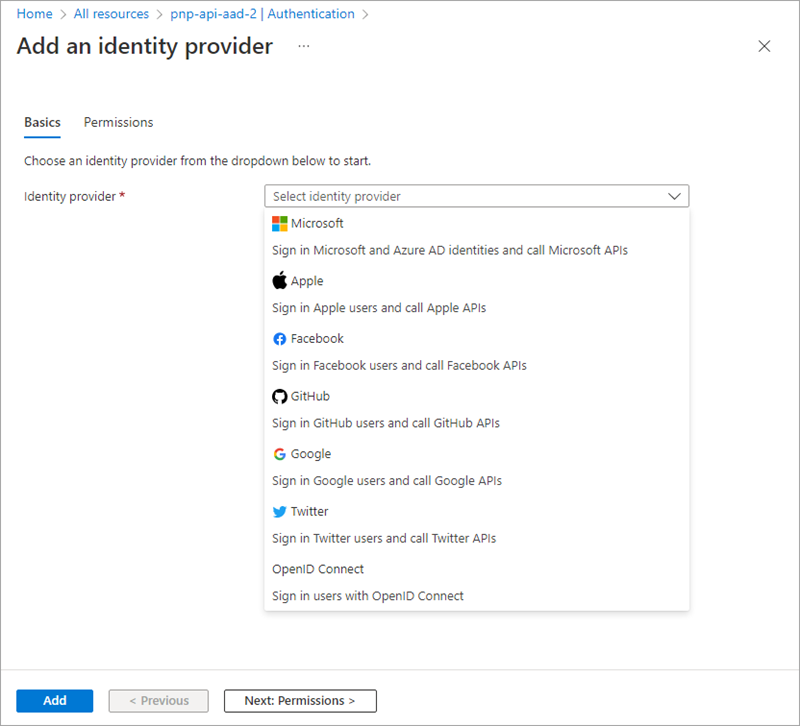 Home > All resources > pnp-api-aad-2 | Authentication >
Add an identity provider ...
Basics Permissions
Choose an identity provider from the dropdown below to start.
Identity provider * Select identity provider
Microsoft
Sign in Microsoft and Azure AD identities and call Microsoft APIs
Apple
Sign in Apple users and call Apple APIs
Facebook
Sign in Facebook users and call Facebook APIs
GitHub
Sign in GitHub users and call GitHub APIs
Google
Sign in Google users and call Google APIs
Twitter
Sign in Twitter users and call Twitter APIs
OpenID Connect
Sign in users with OpenID Connect
Add < Previous Next: Permissions >